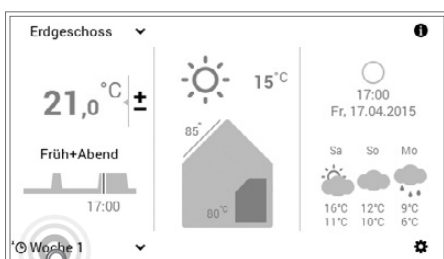 Erdgeschoss
21,0 °C ±
Früh+Abend
17:00
Woche 1
15°C
85°
80°C
17:00
Fr, 17.04.2015
Sa So Mo
16°C 12°C 9°C
11°C 10°C 6°C